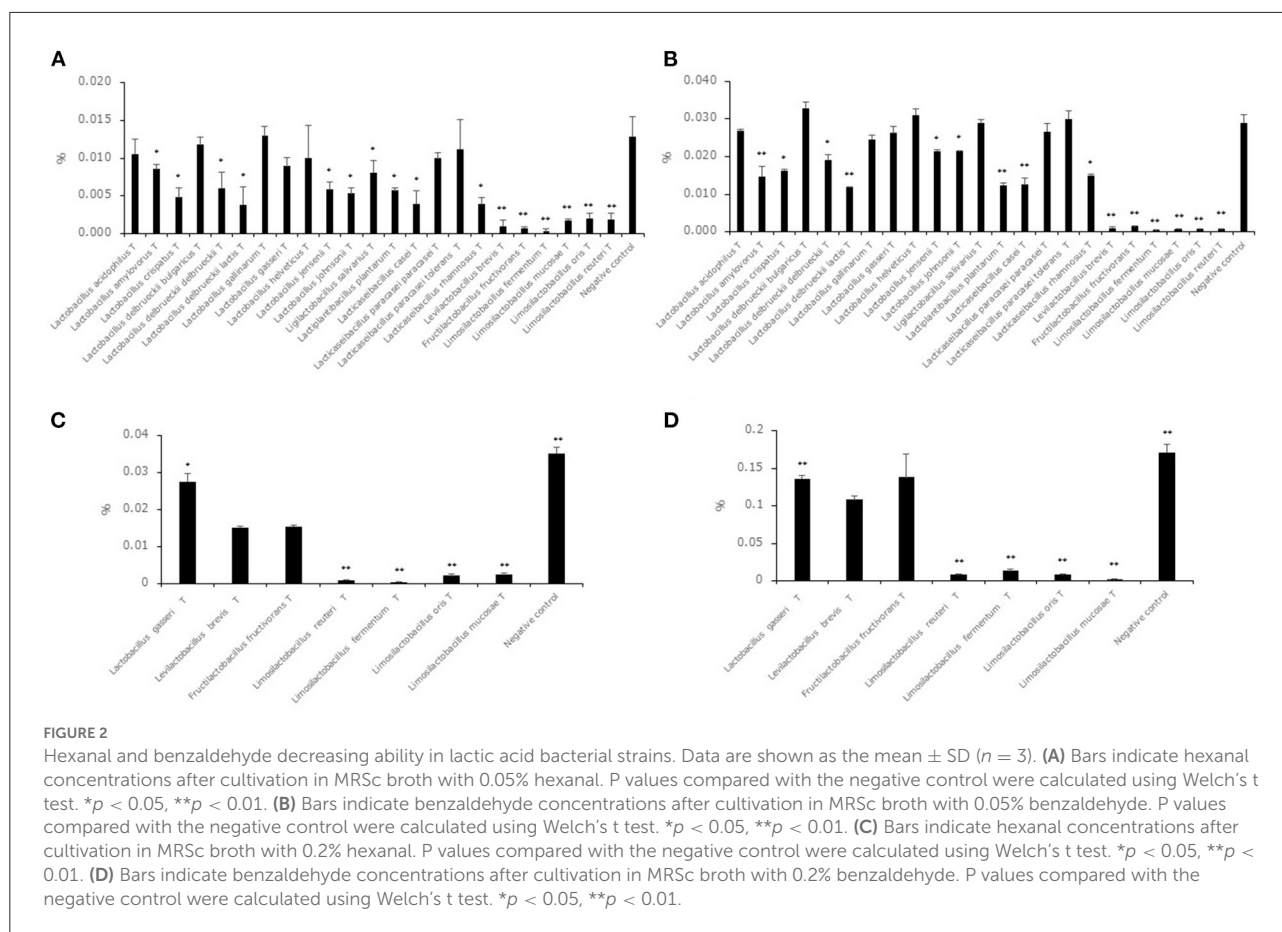 A
0.020
0.015
0.010
0.005
0.000
%
*
*
*
*
*
*
*
*
*
*
**
**
**
**
**
**
Lactobacillus acidophilus T
Lactobacillus amylovorus T
Lactobacillus crispatus T
delbrueckii bulgaricus T
Lactobacillus delbrueckii delbrueckii T
Lactobacillus delbrueckii lactis T
Lactobacillus gallinarum T
Lactobacillus gasseri T
Lactobacillus helveticus T
Lactobacillus jensenii T
Lactobacillus johnsonii T
Ligilactobacillus salivarius T
Lactiplantibacillus plantarum T
Lacticaseibacillus casei T
Lacticaseibacillus paracasei paracasei T
Lacticaseibacillus paracasei tolerans T
Lacticaseibacillus rhamnosus T
Levilactobacillus brevis T
Fructilactobacillus fructivorans T
Limosilactobacillus fermentum T
Limosilactobacillus mucosae T
Limosilactobacillus oris T
Limosilactobacillus reuteri T
Negative control
B
0.040
0.030
0.020
0.010
0.000
%
**
*
*
**
*
*
**
**
*
**
**
**
**
**
**
Lactobacillus acidophilus T
Lactobacillus amylovorus T
Lactobacillus crispatus T
Lactobacillus delbrueckii bulgaricus T
Lactobacillus delbrueckii delbrueckii T
Lactobacillus delbrueckii lactis T
Lactobacillus gallinarum T
Lactobacillus gasseri T
Lactobacillus helveticus T
Lactobacillus jensenii T
Lactobacillus johnsonii T
Ligilactobacillus salivarius T
Lactiplantibacillus plantarum T
Lacticaseibacillus casei T
Lacticaseibacillus paracasei paracasei T
Lacticaseibacillus paracasei tolerans T
Lacticaseibacillus rhamnosus T
Levilactobacillus brevis T
Fructilactobacillus fructivorans T
Limosilactobacillus fermentum T
Limosilactobacillus mucosae T
Limosilactobacillus oris T
Limosilactobacillus reuteri T
Negative control
C
0.04
0.03
0.02
0.01
0
%
*
**
**
**
**
**
Lactobacillus gasseri T
Levilactobacillus brevis T
Fructilactobacillus fructivorans T
Limosilactobacillus reuteri T
Limosilactobacillus fermentum T
Limosilactobacillus oris T
Limosilactobacillus mucosae T
Negative control
D
0.2
0.15
0.1
0.05
0
%
**
**
**
**
**
**
Lactobacillus gasseri T
Levilactobacillus brevis T
Fructilactobacillus fructivorans T
Limosilactobacillus reuteri T
Limosilactobacillus fermentum T
Limosilactobacillus oris T
Limosilactobacillus mucosae T
Negative control
FIGURE 2
Hexanal and benzaldehyde decreasing ability in lactic acid bacterial strains. Data are shown as the mean ± SD (n = 3). (A) Bars indicate hexanal
concentrations after cultivation in MRSc broth with 0.05% hexanal. P values compared with the negative control were calculated using Welch's t
test. *p < 0.05, **p < 0.01. (B) Bars indicate benzaldehyde concentrations after cultivation in MRSc broth with 0.05% benzaldehyde. P values
compared with the negative control were calculated using Welch's t test. *p < 0.05, **p < 0.01. (C) Bars indicate hexanal concentrations after
cultivation in MRSc broth with 0.2% hexanal. P values compared with the negative control were calculated using Welch's t test. *p < 0.05, **p <
0.01. (D) Bars indicate benzaldehyde concentrations after cultivation in MRSc broth with 0.2% benzaldehyde. P values compared with the
negative control were calculated using Welch's t test. *p < 0.05, **p < 0.01.